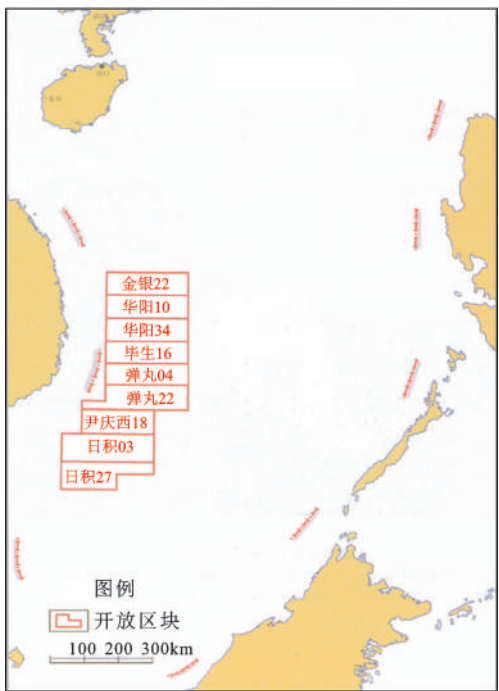 金银22
华阳10
华阳34
毕生16
弹丸04
弹丸22
尹庆西18
日积03
日积27
图例
开放区块
100 200 300km